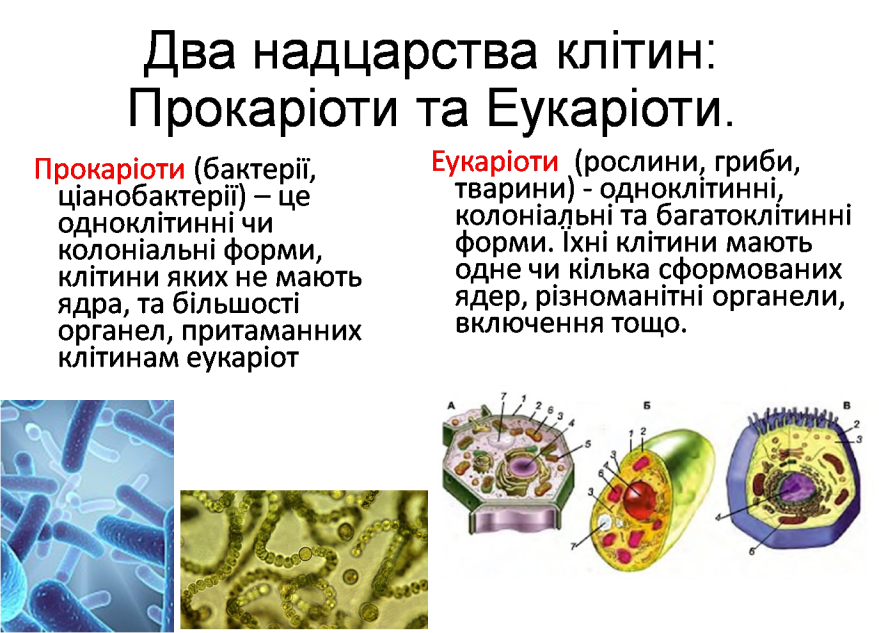 Два надцарства клітин:
Прокаріоти та Еукаріоти.
Прокаріоти (бактерії,
ціанобактерії) – це
одноклітинні чи
колоніальні форми,
клітини яких не мають
ядра, та більшості
органел, притаманних
клітинам еукаріот
Еукаріоти (рослини, гриби,
тварини) - одноклітинні,
колоніальні та багатоклітинні
форми. Їхні клітини мають
одне чи кілька сформованих
ядер, різноманітні органели,
включення тощо.
А
7 1 2 6 3
4
5
Б
1 2
3
6
3
7
В
2
3
4
6